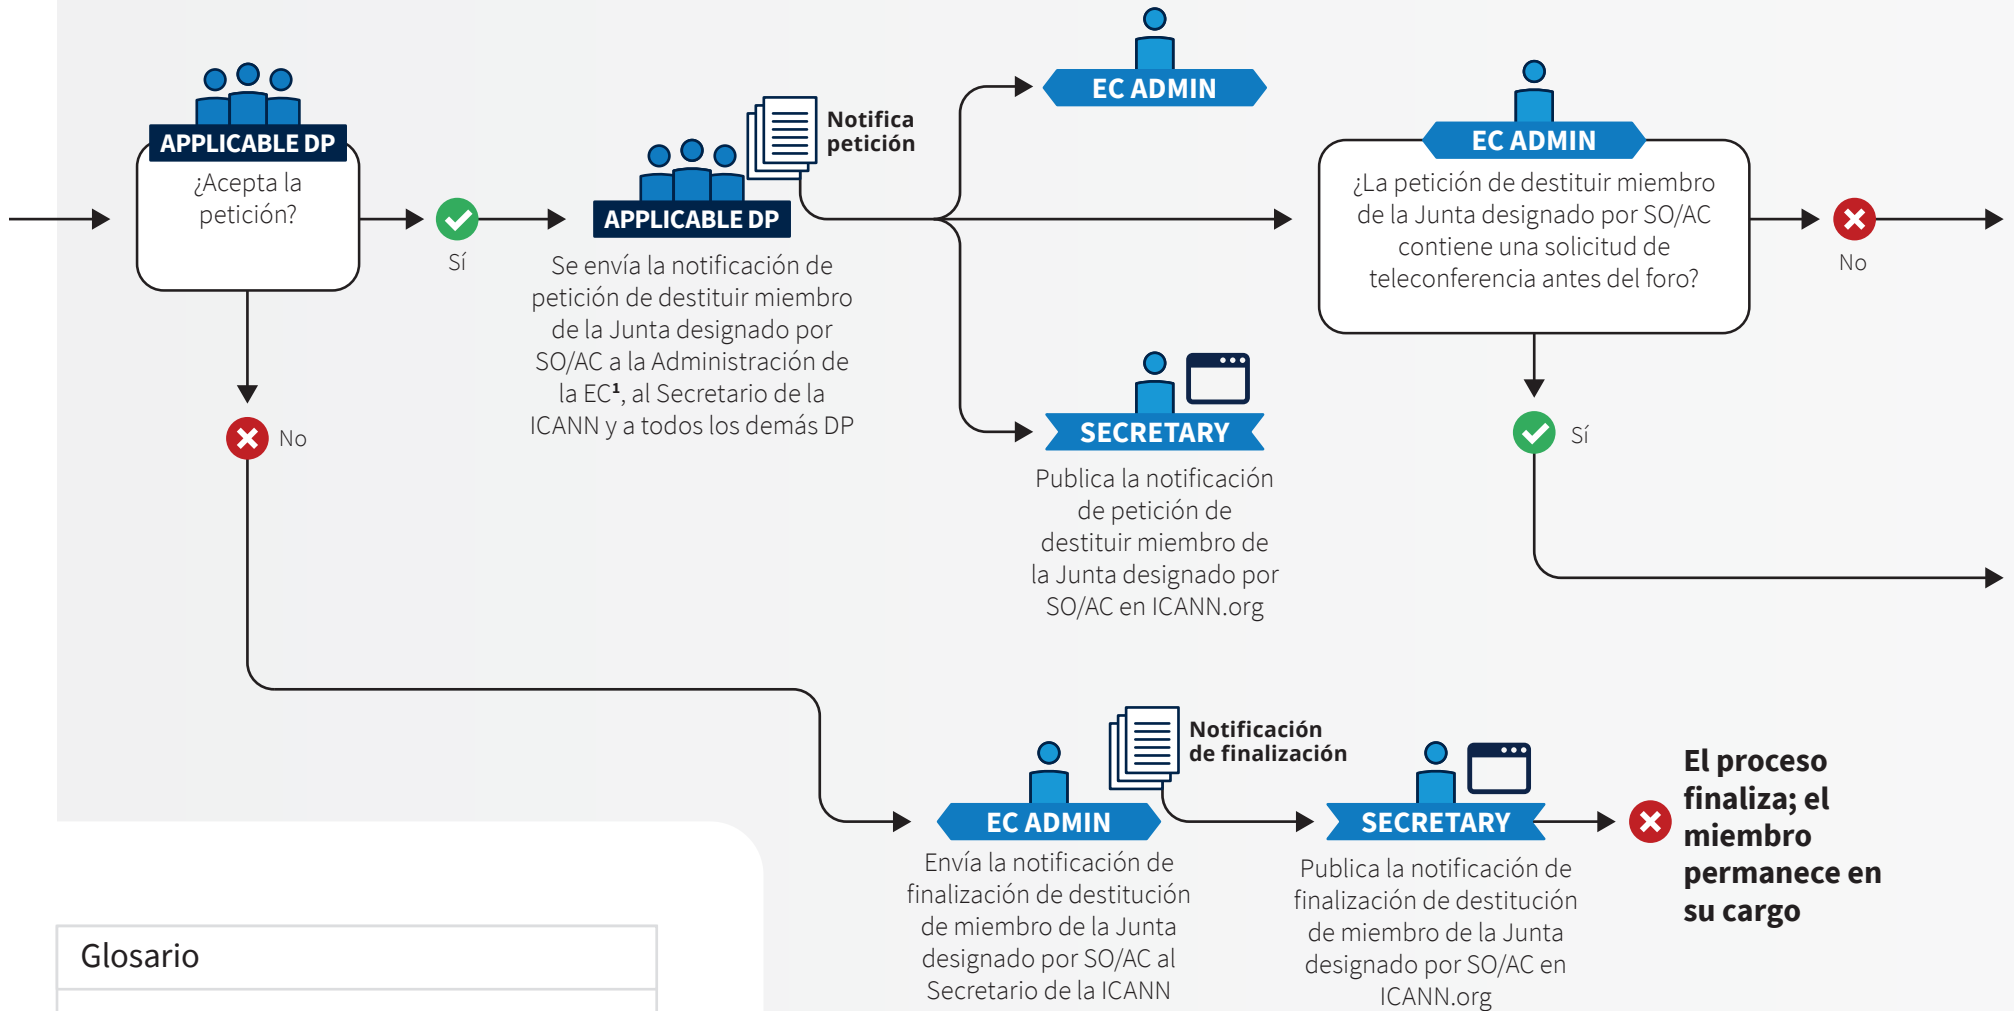 APPLICABLE DP
¿Acepta la
petición?
Sí
No
Notifica
petición
APPLICABLE DP
Se envía la notificación de
petición de destituir miembro
de la Junta designado por
SO/AC a la Administración de
la EC¹, al Secretario de la
ICANN y a todos los demás DP
EC ADMIN
SECRETARY
Publica la notificación
de petición de
destituir miembro de
la Junta designado por
SO/AC en ICANN.org
EC ADMIN
¿La petición de destituir miembro
de la Junta designado por SO/AC
contiene una solicitud de
teleconferencia antes del foro?
No
Sí
Notificación
de finalización
EC ADMIN
Envía la notificación de
finalización de destitución
de miembro de la Junta
designado por SO/AC al
Secretario de la ICANN
SECRETARY
Publica la notificación de
finalización de destitución
de miembro de la Junta
designado por SO/AC en
ICANN.org
El proceso
finaliza; el
miembro
permanece en
su cargo
Glosario